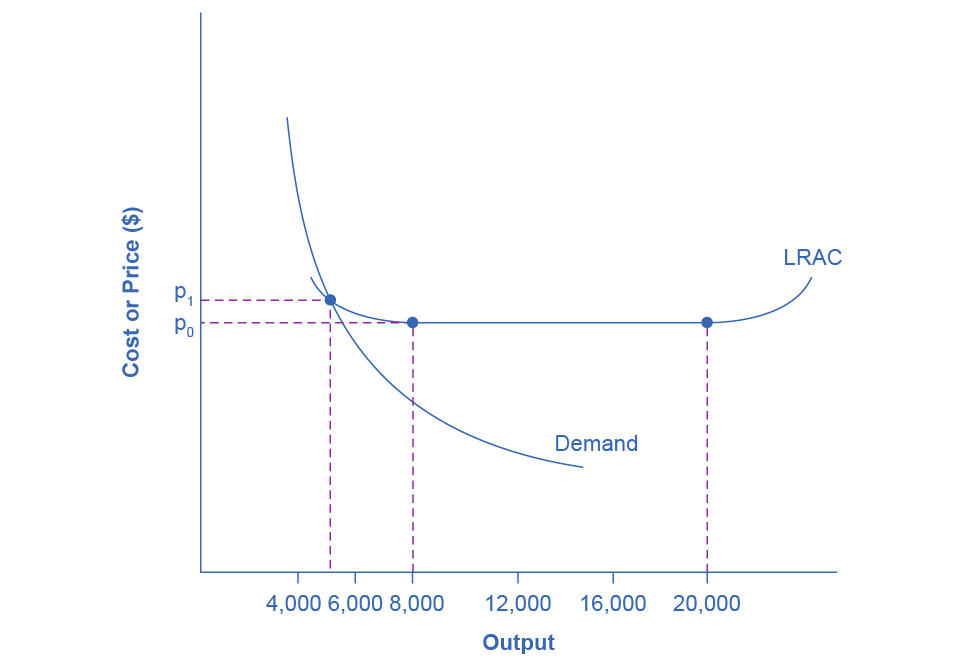 Cost or Price ($)
LRAC
p1
p0
Demand
4,000 6,000 8,000 12,000 16,000 20,000
Output